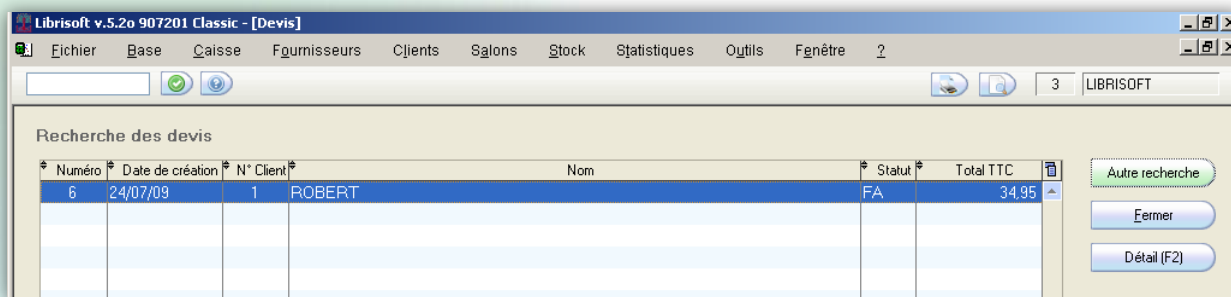 Librisoft v.5.2o 907201 Classic - [Devis]
Fichier Base Caisse Fournisseurs Clients Salons Stock Statistiques Outils Fenêtre ?
3 LIBRISOFT
Recherche des devis
Numéro Date de création N° Client Nom Statut Total TTC
6 24/07/09 1 ROBERT FA 34,95
Autre recherche
Fermer
Détail (F2)